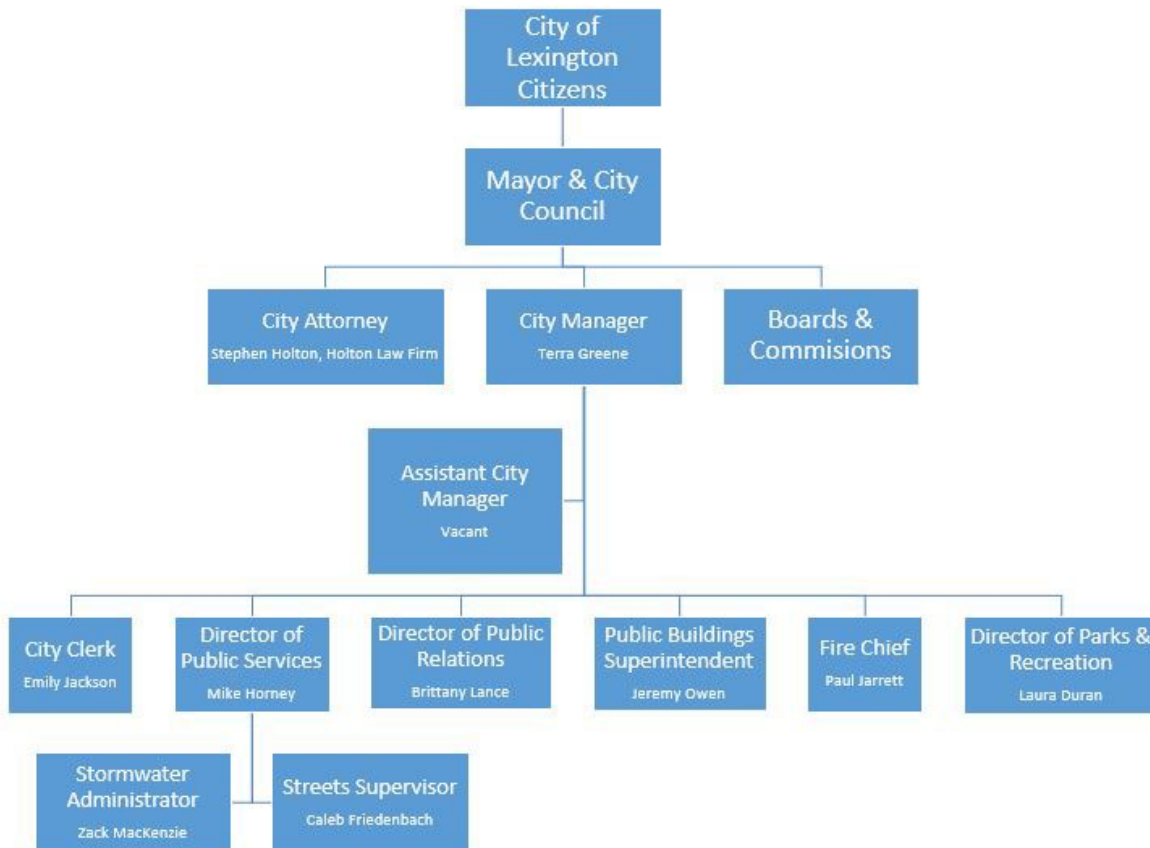 City of
Lexington
Citizens
Mayor & City
Council
City Attorney
Stephen Holton, Holton Law Firm
City Manager
Terra Greene
Boards &
Commisions
Assistant City
Manager
Vacant
City Clerk
Emily Jackson
Director of
Public Services
Mike Horney
Director of Public
Relations
Brittany Lance
Public Buildings
Superintendent
Jeremy Owen
Fire Chief
Paul Jarrett
Director of Parks &
Recreation
Laura Duran
Stormwater
Administrator
Zack MacKenzie
Streets Supervisor
Caleb Friedenbach